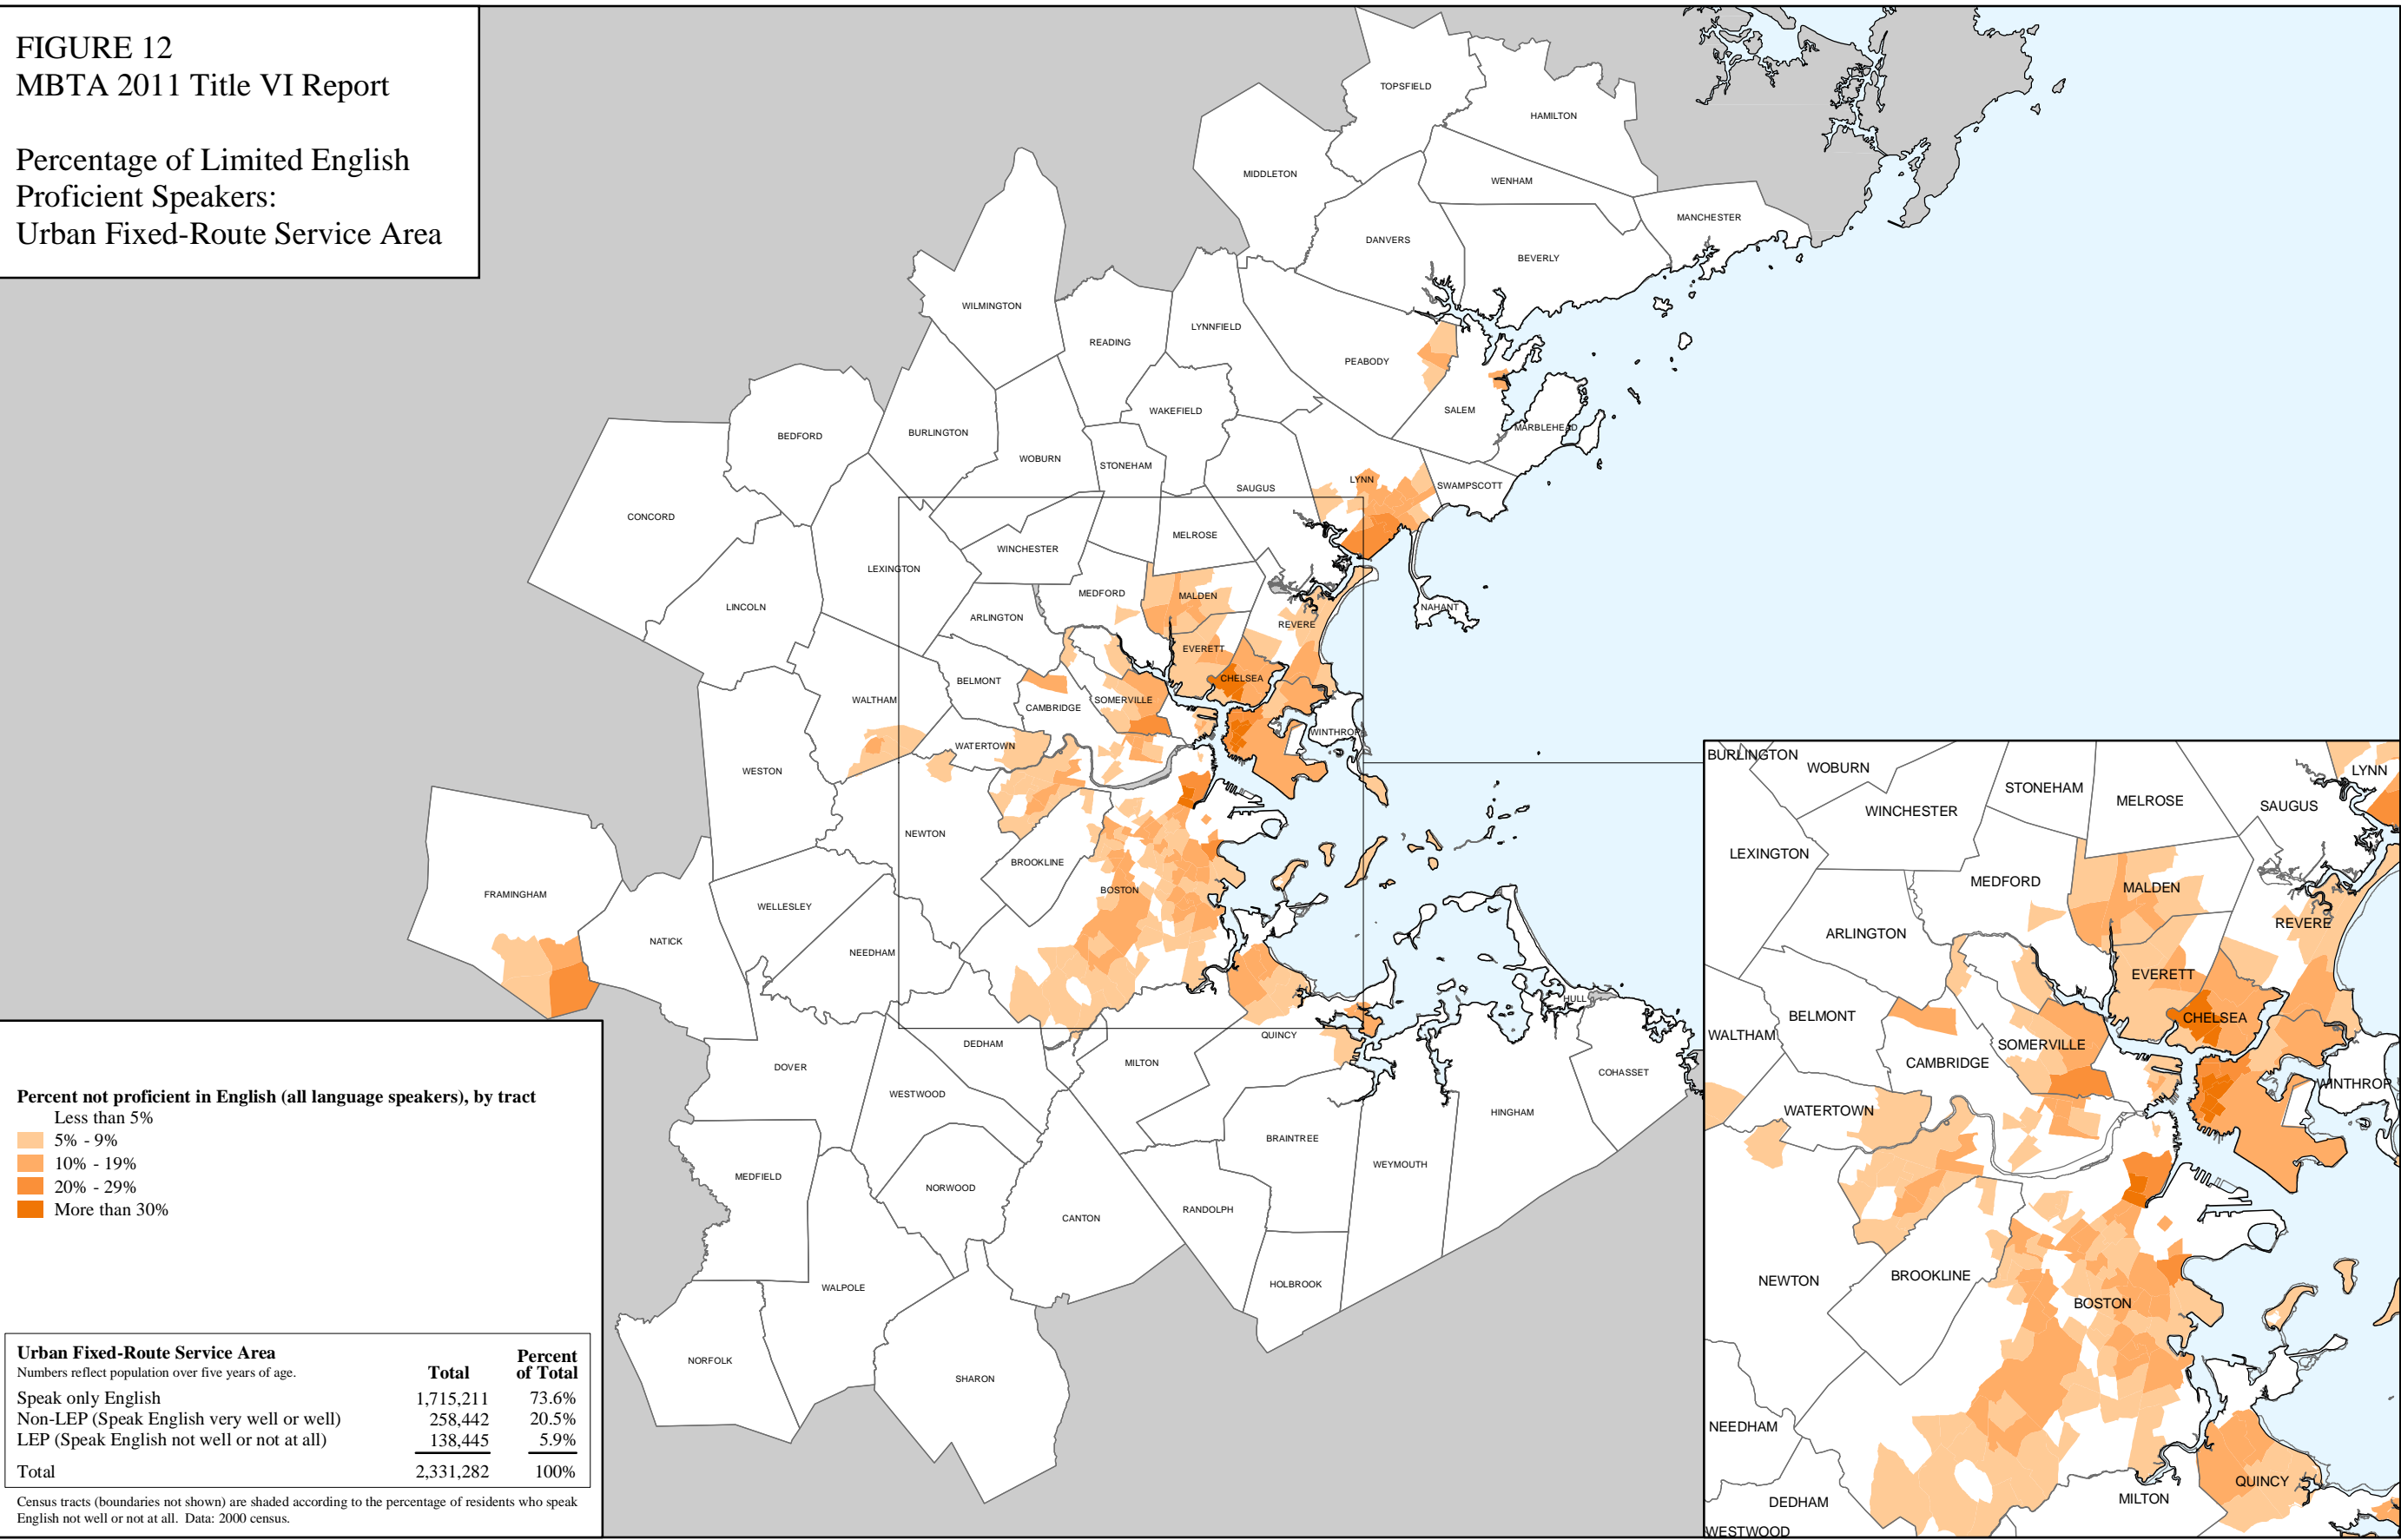 FIGURE 12
MBTA 2011 Title VI Report
Percentage of Limited English
Proficient Speakers:
Urban Fixed-Route Service Area
TOPSFIELD
HAMILTON
MIDDLETON
WENHAM
MANCHESTER
DANVERS
BEVERLY
WILMINGTON
LYNNFIELD
READING
PEABODY
WAKEFIELD
SALEM
MARBLEHEAD
BEDFORD
BURLINGTON
WOBURN
STONEHAM
LYNN
SWAMPSCOTT
SAUGUS
CONCORD
MELROSE
WINCHESTER
LEXINGTON
LINCOLN
MEDFORD
MALDEN
NAHANT
ARLINGTON
REVERE
EVERETT
BELMONT
CHELSEA
WALTHAM
SOMERVILLE
CAMBRIDGE
WINTHROP
WATERTOWN
WESTON
NEWTON
BROOKLINE
BOSTON
FRAMINGHAM
WELLESLEY
NATICK
NEEDHAM
HULL
QUINCY
DEDHAM
MILTON
DOVER
COHASSET
WESTWOOD
HINGHAM
BRAINTREE
WEYMOUTH
MEDFIELD
NORWOOD
RANDOLPH
CANTON
HOLBROOK
WALPOLE
NORFOLK
SHARON
BURLINGTON
WOBURN
LYNN
STONEHAM
MELROSE
SAUGUS
WINCHESTER
LEXINGTON
MEDFORD
MALDEN
REVERE
ARLINGTON
EVERETT
BELMONT
CHELSEA
WALTHAM
SOMERVILLE
CAMBRIDGE
WINTHROP
WATERTOWN
NEWTON
BROOKLINE
BOSTON
NEEDHAM
QUINCY
DEDHAM
MILTON
WESTWOOD
Percent not proficient in English (all language speakers), by tract
Less than 5%
5% - 9%
10% - 19%
20% - 29%
More than 30%
Urban Fixed-Route Service Area
Numbers reflect population over five years of age.
Total Percent of Total
Speak only English 1,715,211 73.6%
Non-LEP (Speak English very well or well) 258,442 20.5%
LEP (Speak English not well or not at all) 138,445 5.9%
Total 2,331,282 100%
Census tracts (boundaries not shown) are shaded according to the percentage of residents who speak
English not well or not at all. Data: 2000 census.